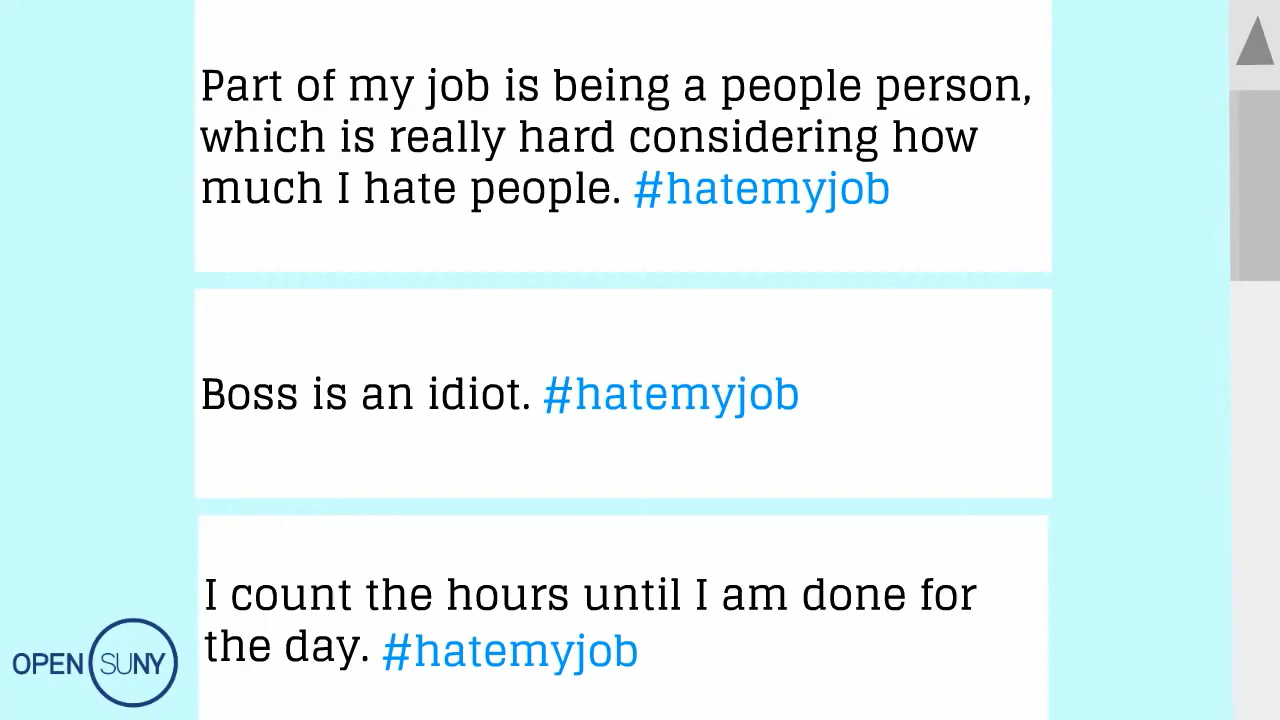 Part of my job is being a people person,
which is really hard considering how
much I hate people. #hatemyjob
Boss is an idiot. #hatemyjob
I count the hours until I am done for
the day. #hatemyjob
OPEN SUNY